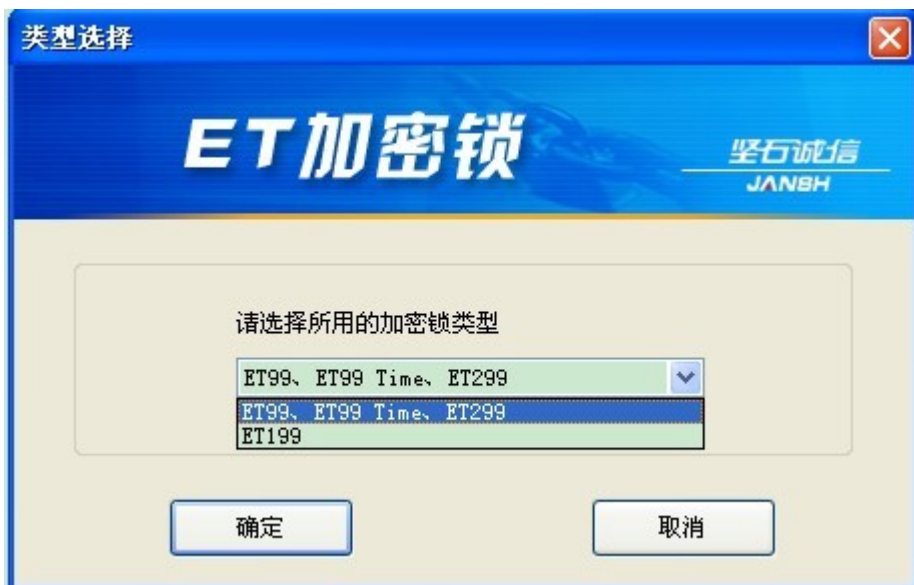 类型选择
ET加密锁
坚石诚信
JANSH
请选择所用的加密锁类型
ET99、ET99 Time、ET299
ET99、ET99 Time、ET299
ET199
确定
取消